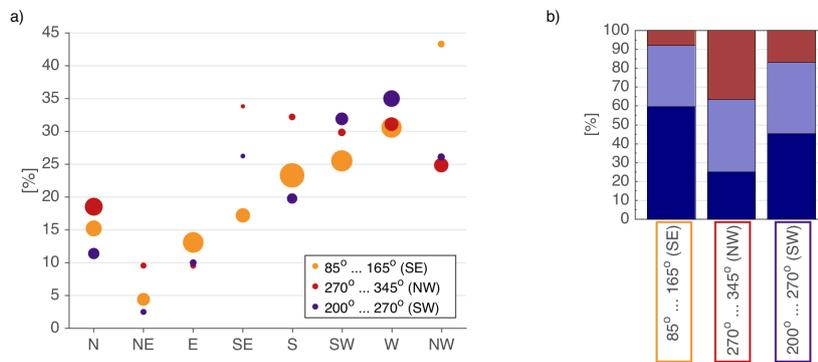 a)
45
40
35
30
25
20
15
10
5
0
[%]
N NE E SE S SW W NW
85° ... 165° (SE)
270° ... 345° (NW)
200° ... 270° (SW)
b)
100
90
80
70
60
50
40
30
20
10
0
[%]
85° ... 165° (SE)
270° ... 345° (NW)
200° ... 270° (SW)